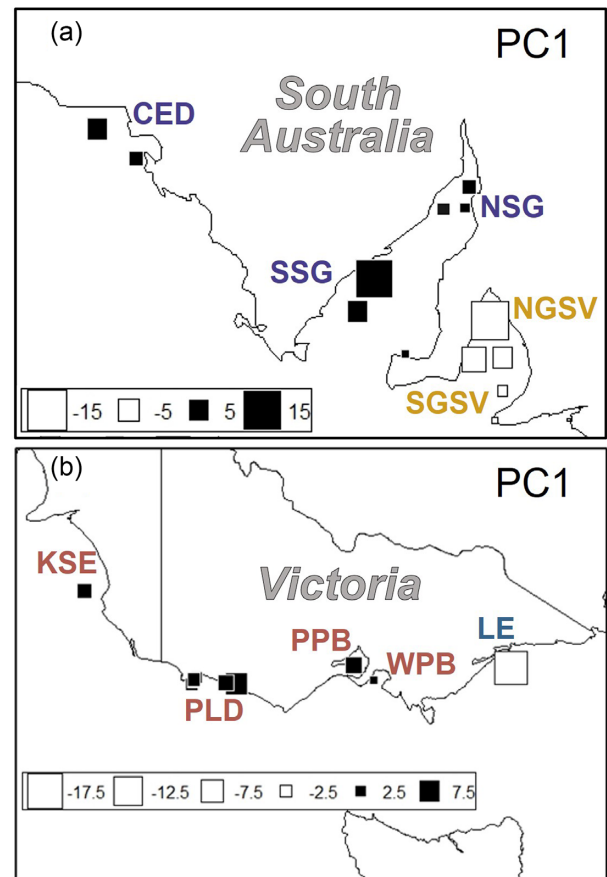 (a)
PC1
CED
South
Australia
NSG
SSG
NGSV
SGSV
-15 -5 5 15
(b)
PC1
KSE
Victoria
LE
PPB
WPB
PLD
-17.5 -12.5 -7.5 -2.5 2.5 7.5